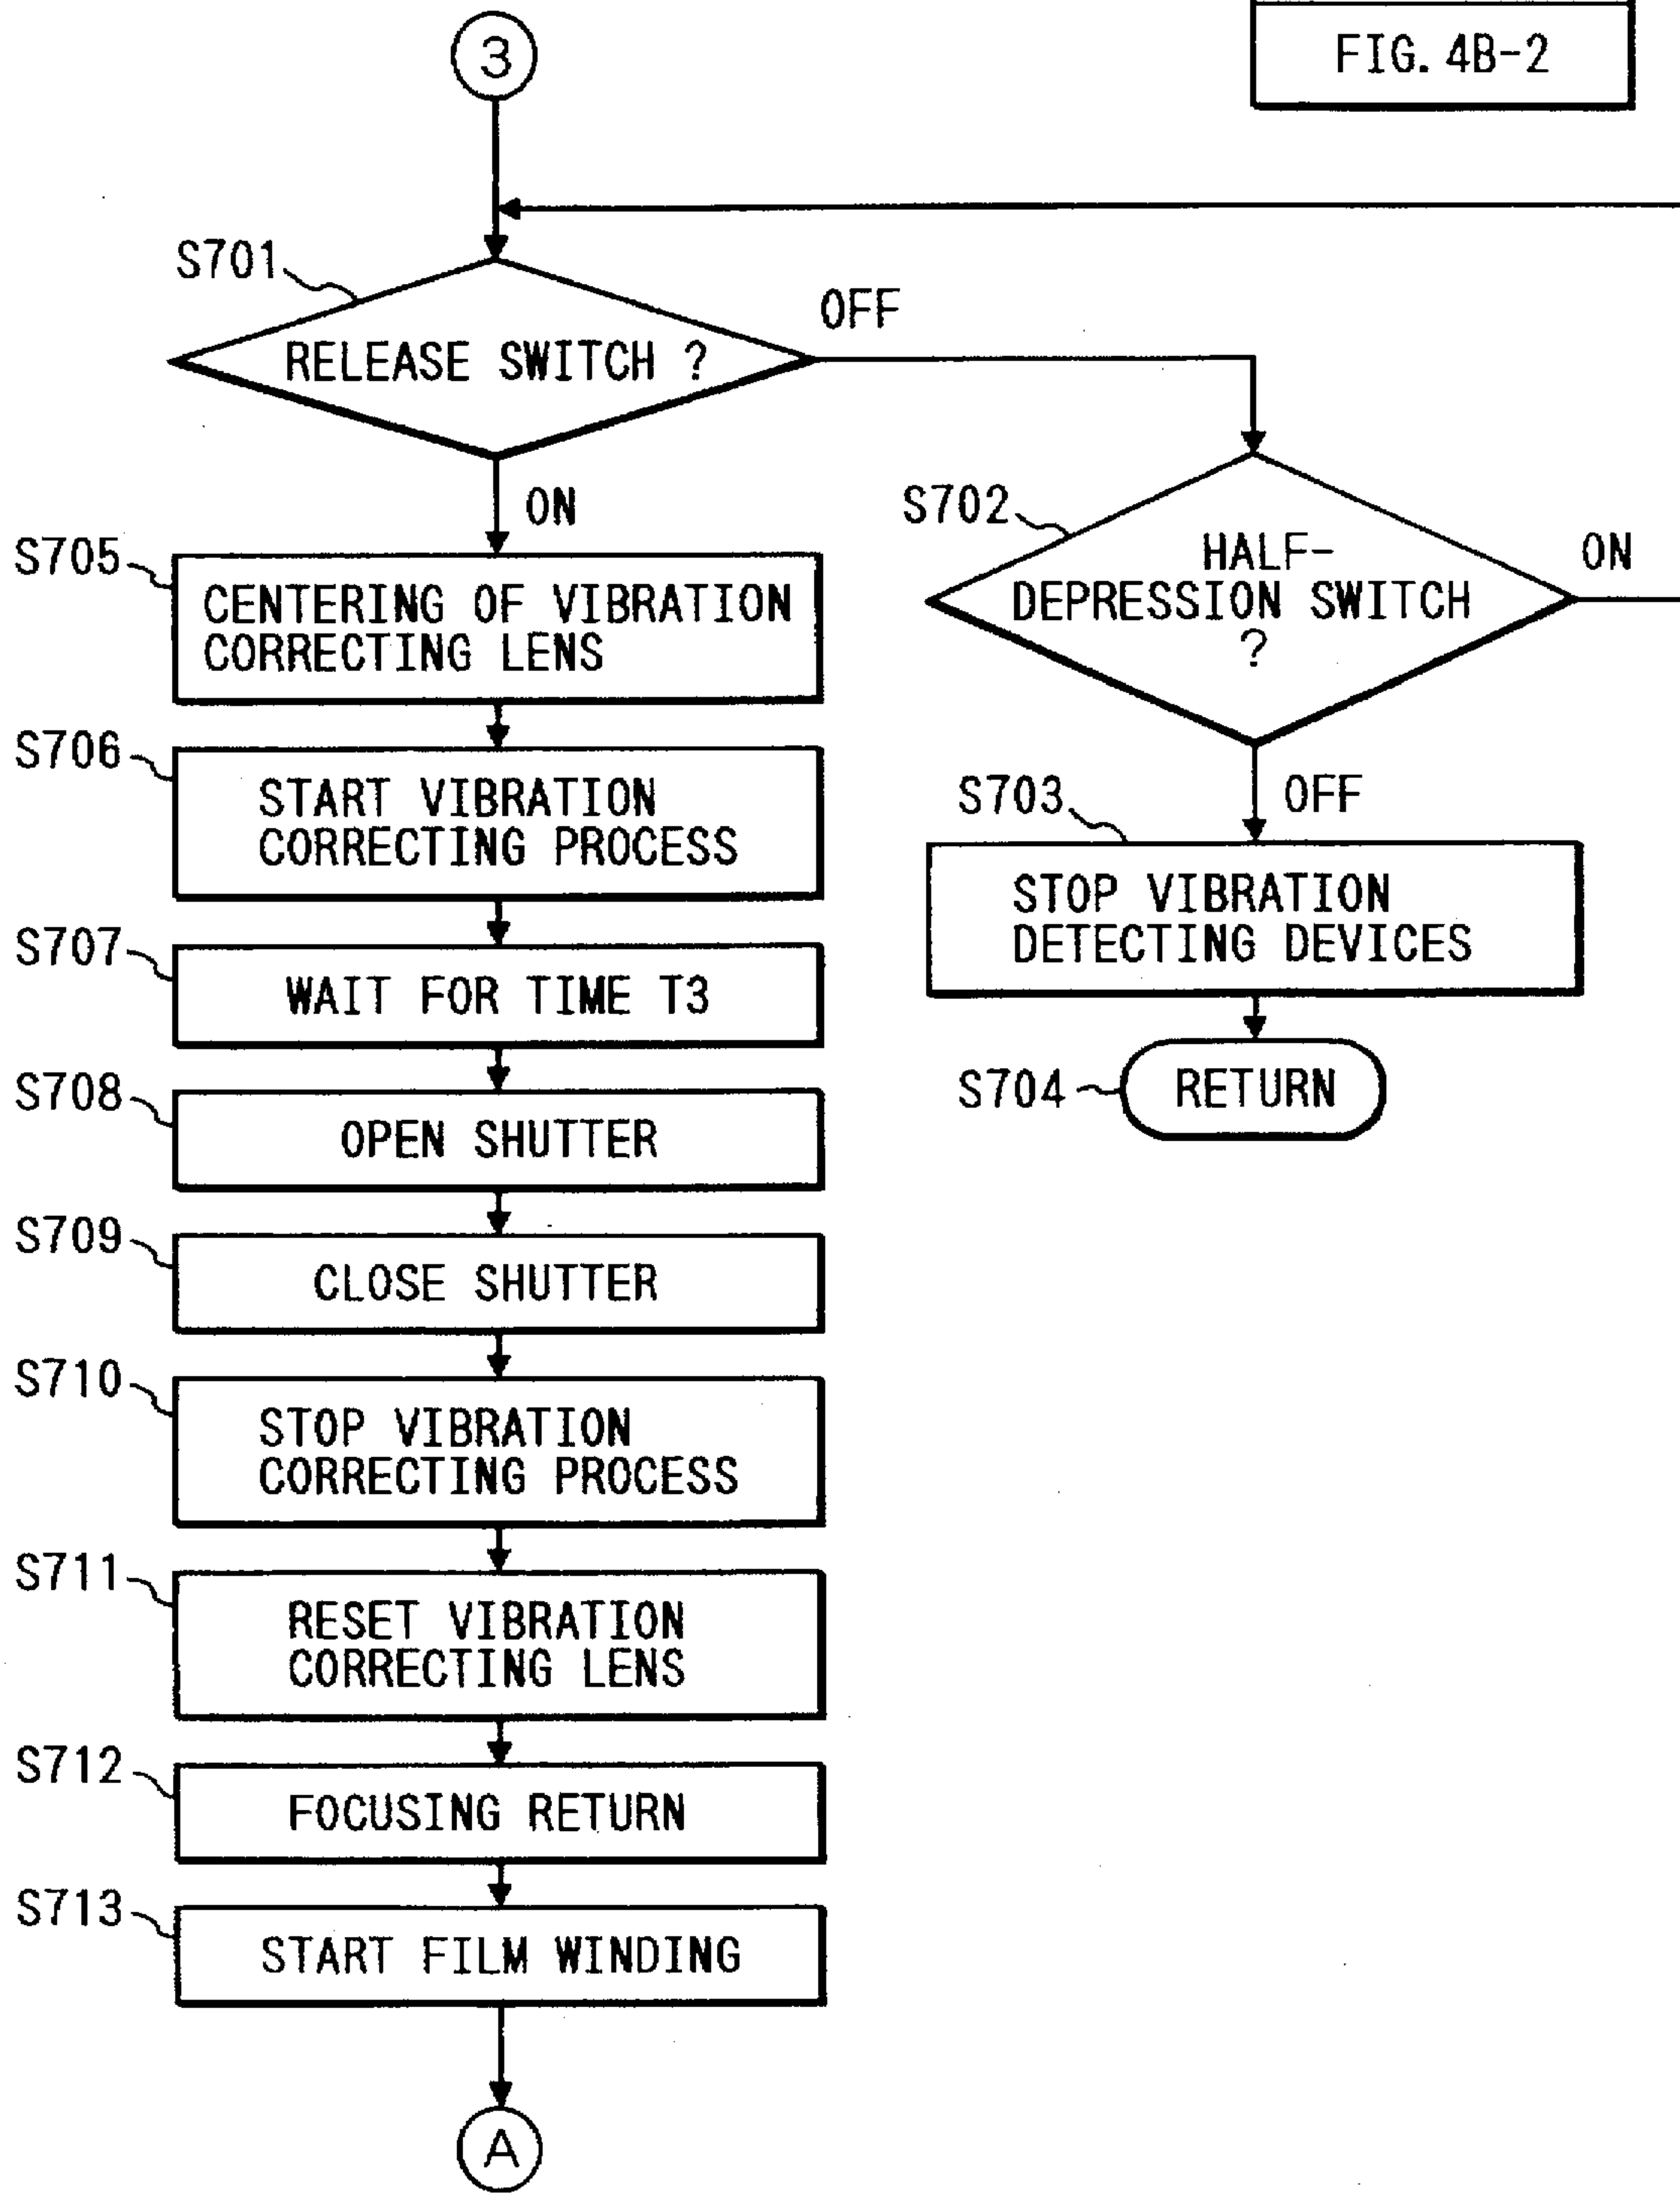 FIG. 4B-2
3
S701
RELEASE SWITCH ?
OFF
ON
S702
HALF-
DEPRESSION SWITCH
?
ON
OFF
S703
STOP VIBRATION
DETECTING DEVICES
S704
RETURN
S705
CENTERING OF VIBRATION
CORRECTING LENS
S706
START VIBRATION
CORRECTING PROCESS
S707
WAIT FOR TIME T3
S708
OPEN SHUTTER
S709
CLOSE SHUTTER
S710
STOP VIBRATION
CORRECTING PROCESS
S711
RESET VIBRATION
CORRECTING LENS
S712
FOCUSING RETURN
S713
START FILM WINDING
A